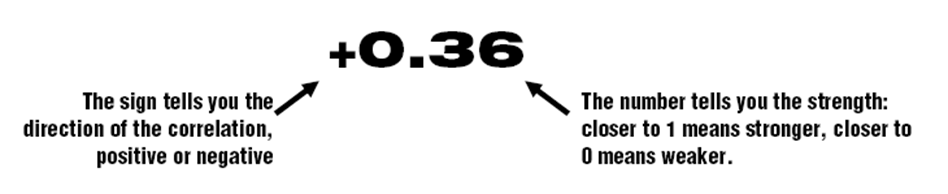 +0.36
The sign tells you the
direction of the correlation,
positive or negative
The number tells you the strength:
closer to 1 means stronger, closer to
0 means weaker.